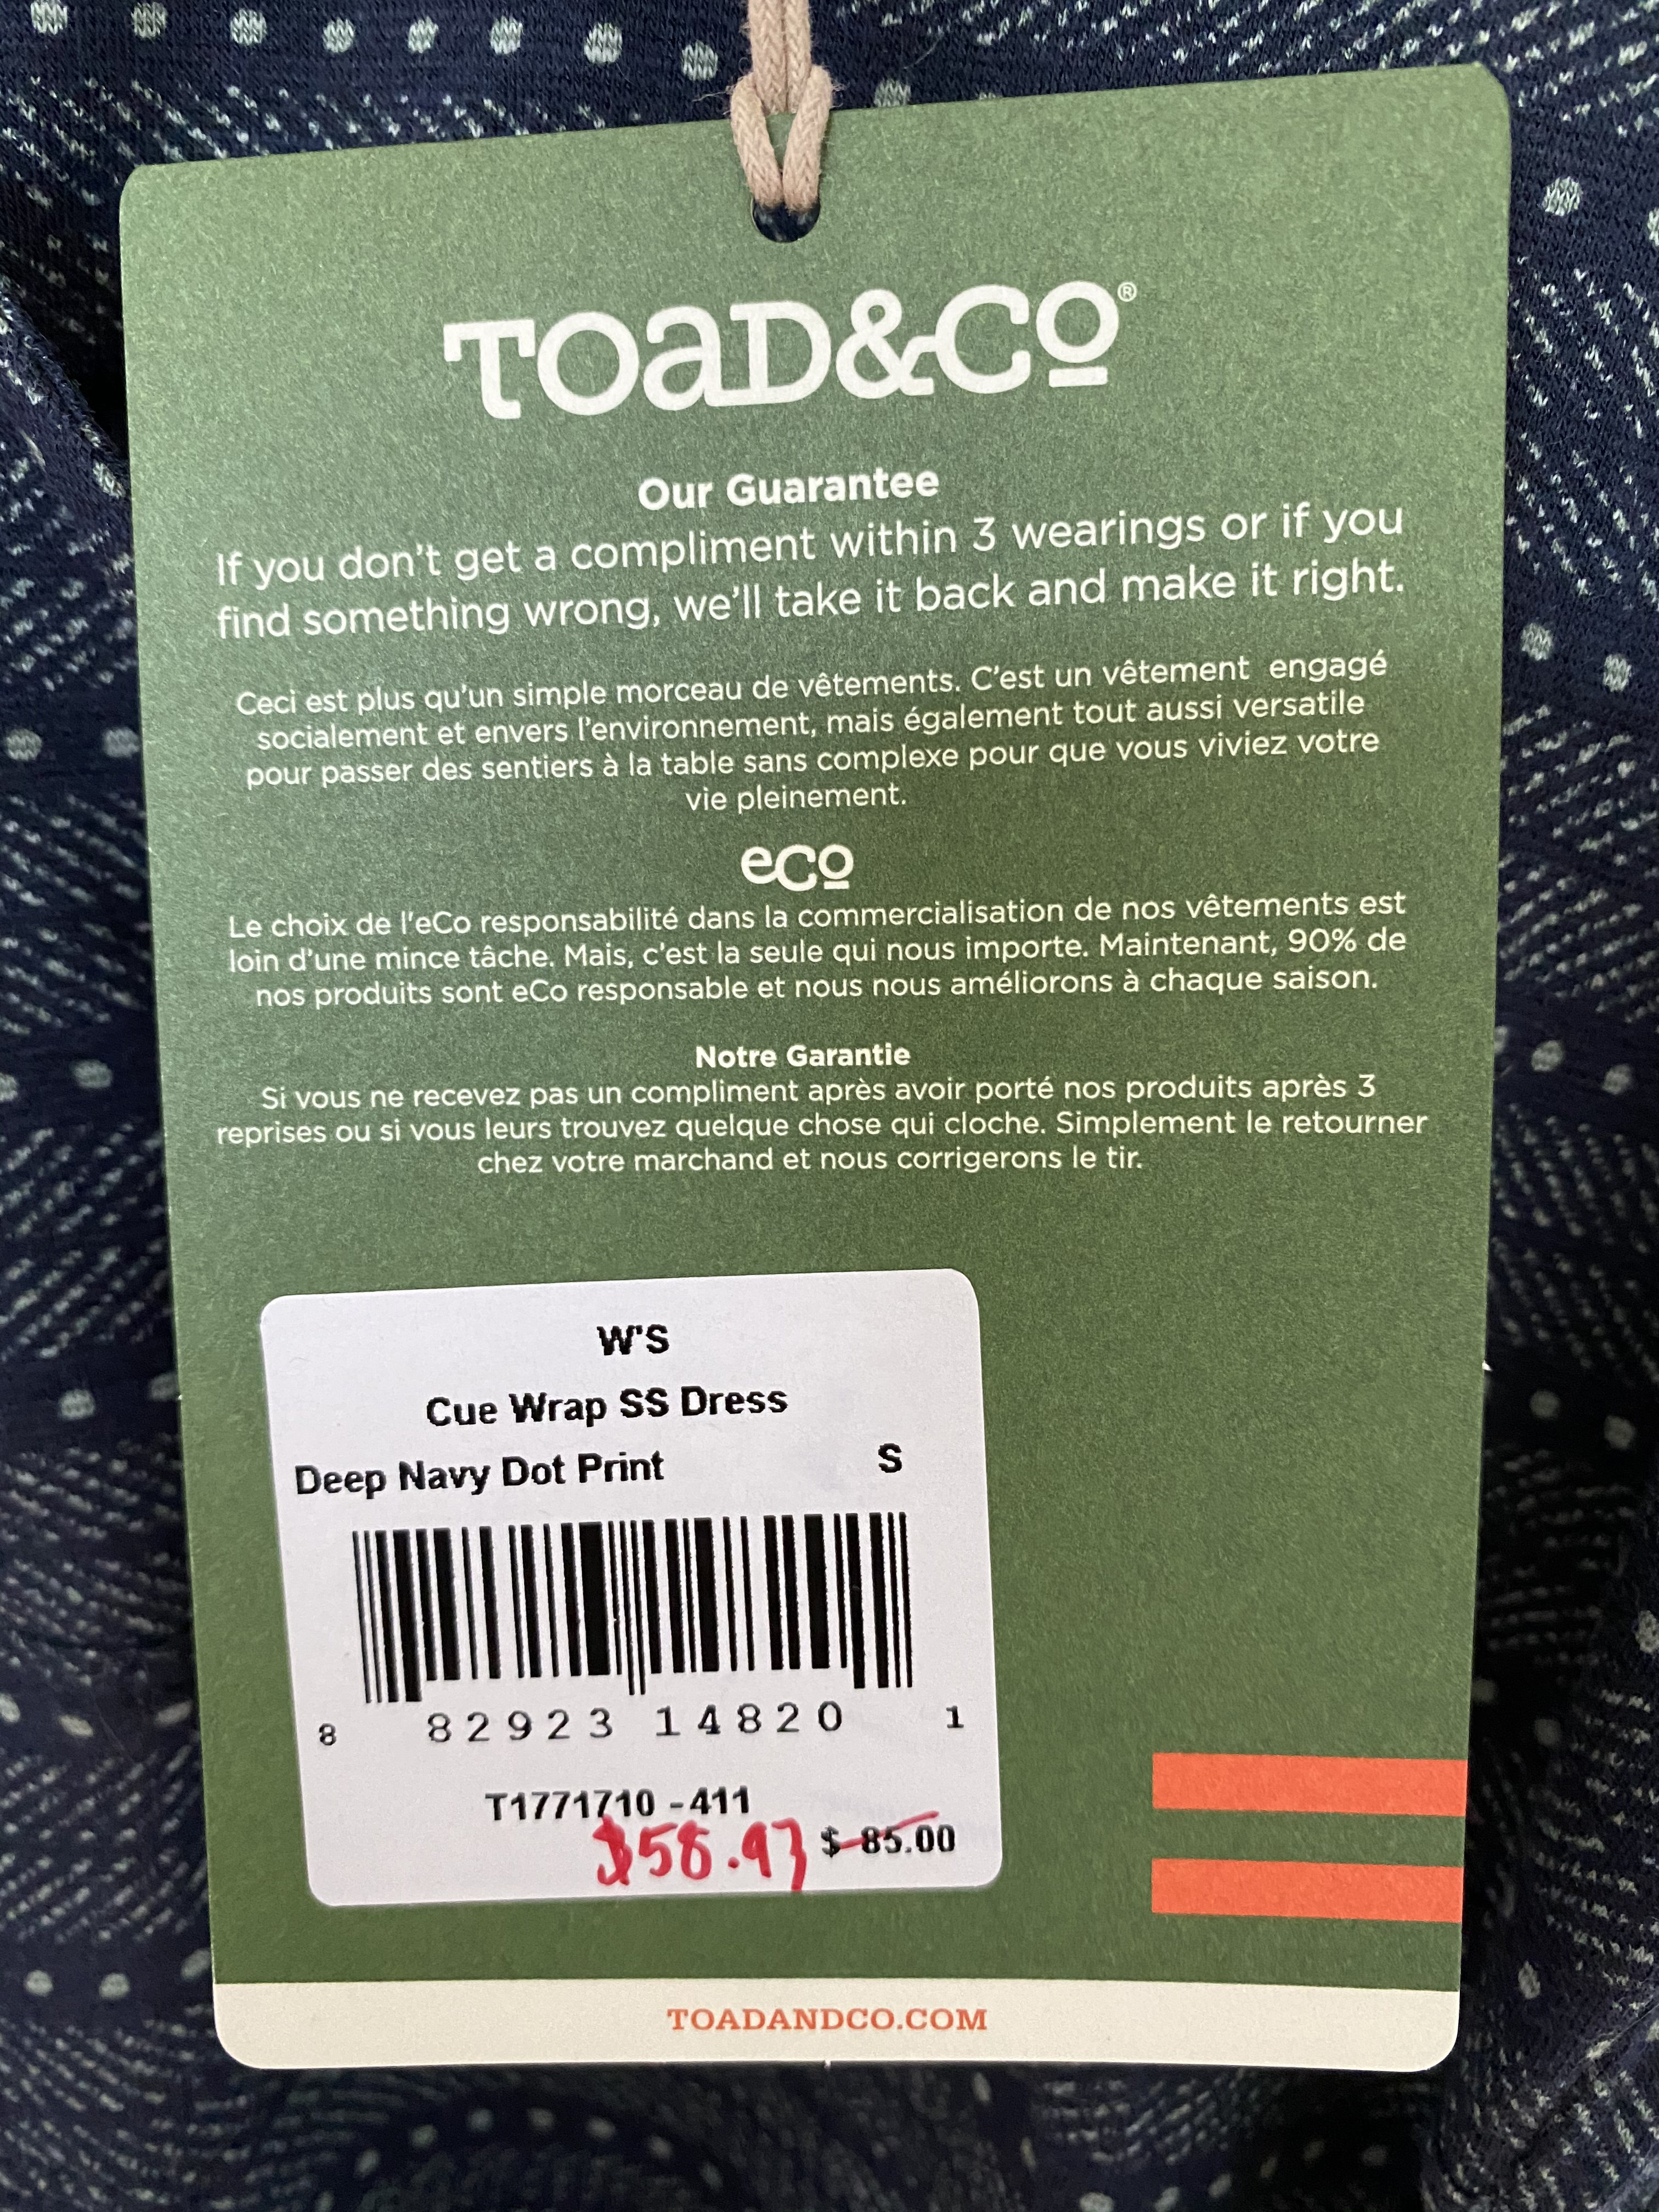 TOaD&CO®
Our Guarantee
If you don't get a compliment within 3 wearings or if you
find something wrong, we'll take it back and make it right.
Ceci est plus qu'un simple morceau de vêtements. C'est un vêtement engagé
socialement et envers l'environnement, mais également tout aussi versatile
pour passer des sentiers à la table sans complexe pour que vous viviez votre
vie pleinement.
eCo
Le choix de l'eCo responsabilité dans la commercialisation de nos vêtements est
loin d'une mince tâche. Mais, c'est la seule qui nous importe. Maintenant, 90% de
nos produits sont eCo responsable et nous nous améliorons à chaque saison.
Notre Garantie
Si vous ne recevez pas un compliment après avoir porté nos produits après 3
reprises ou si vous leurs trouvez quelque chose qui cloche. Simplement le retourner
chez votre marchand et nous corrigerons le tir.
W'S
Cue Wrap SS Dress
Deep Navy Dot Print S
8 82923 14820 1
T1771710 -411
$58.93 $ 85.00
TOADANDCO.COM